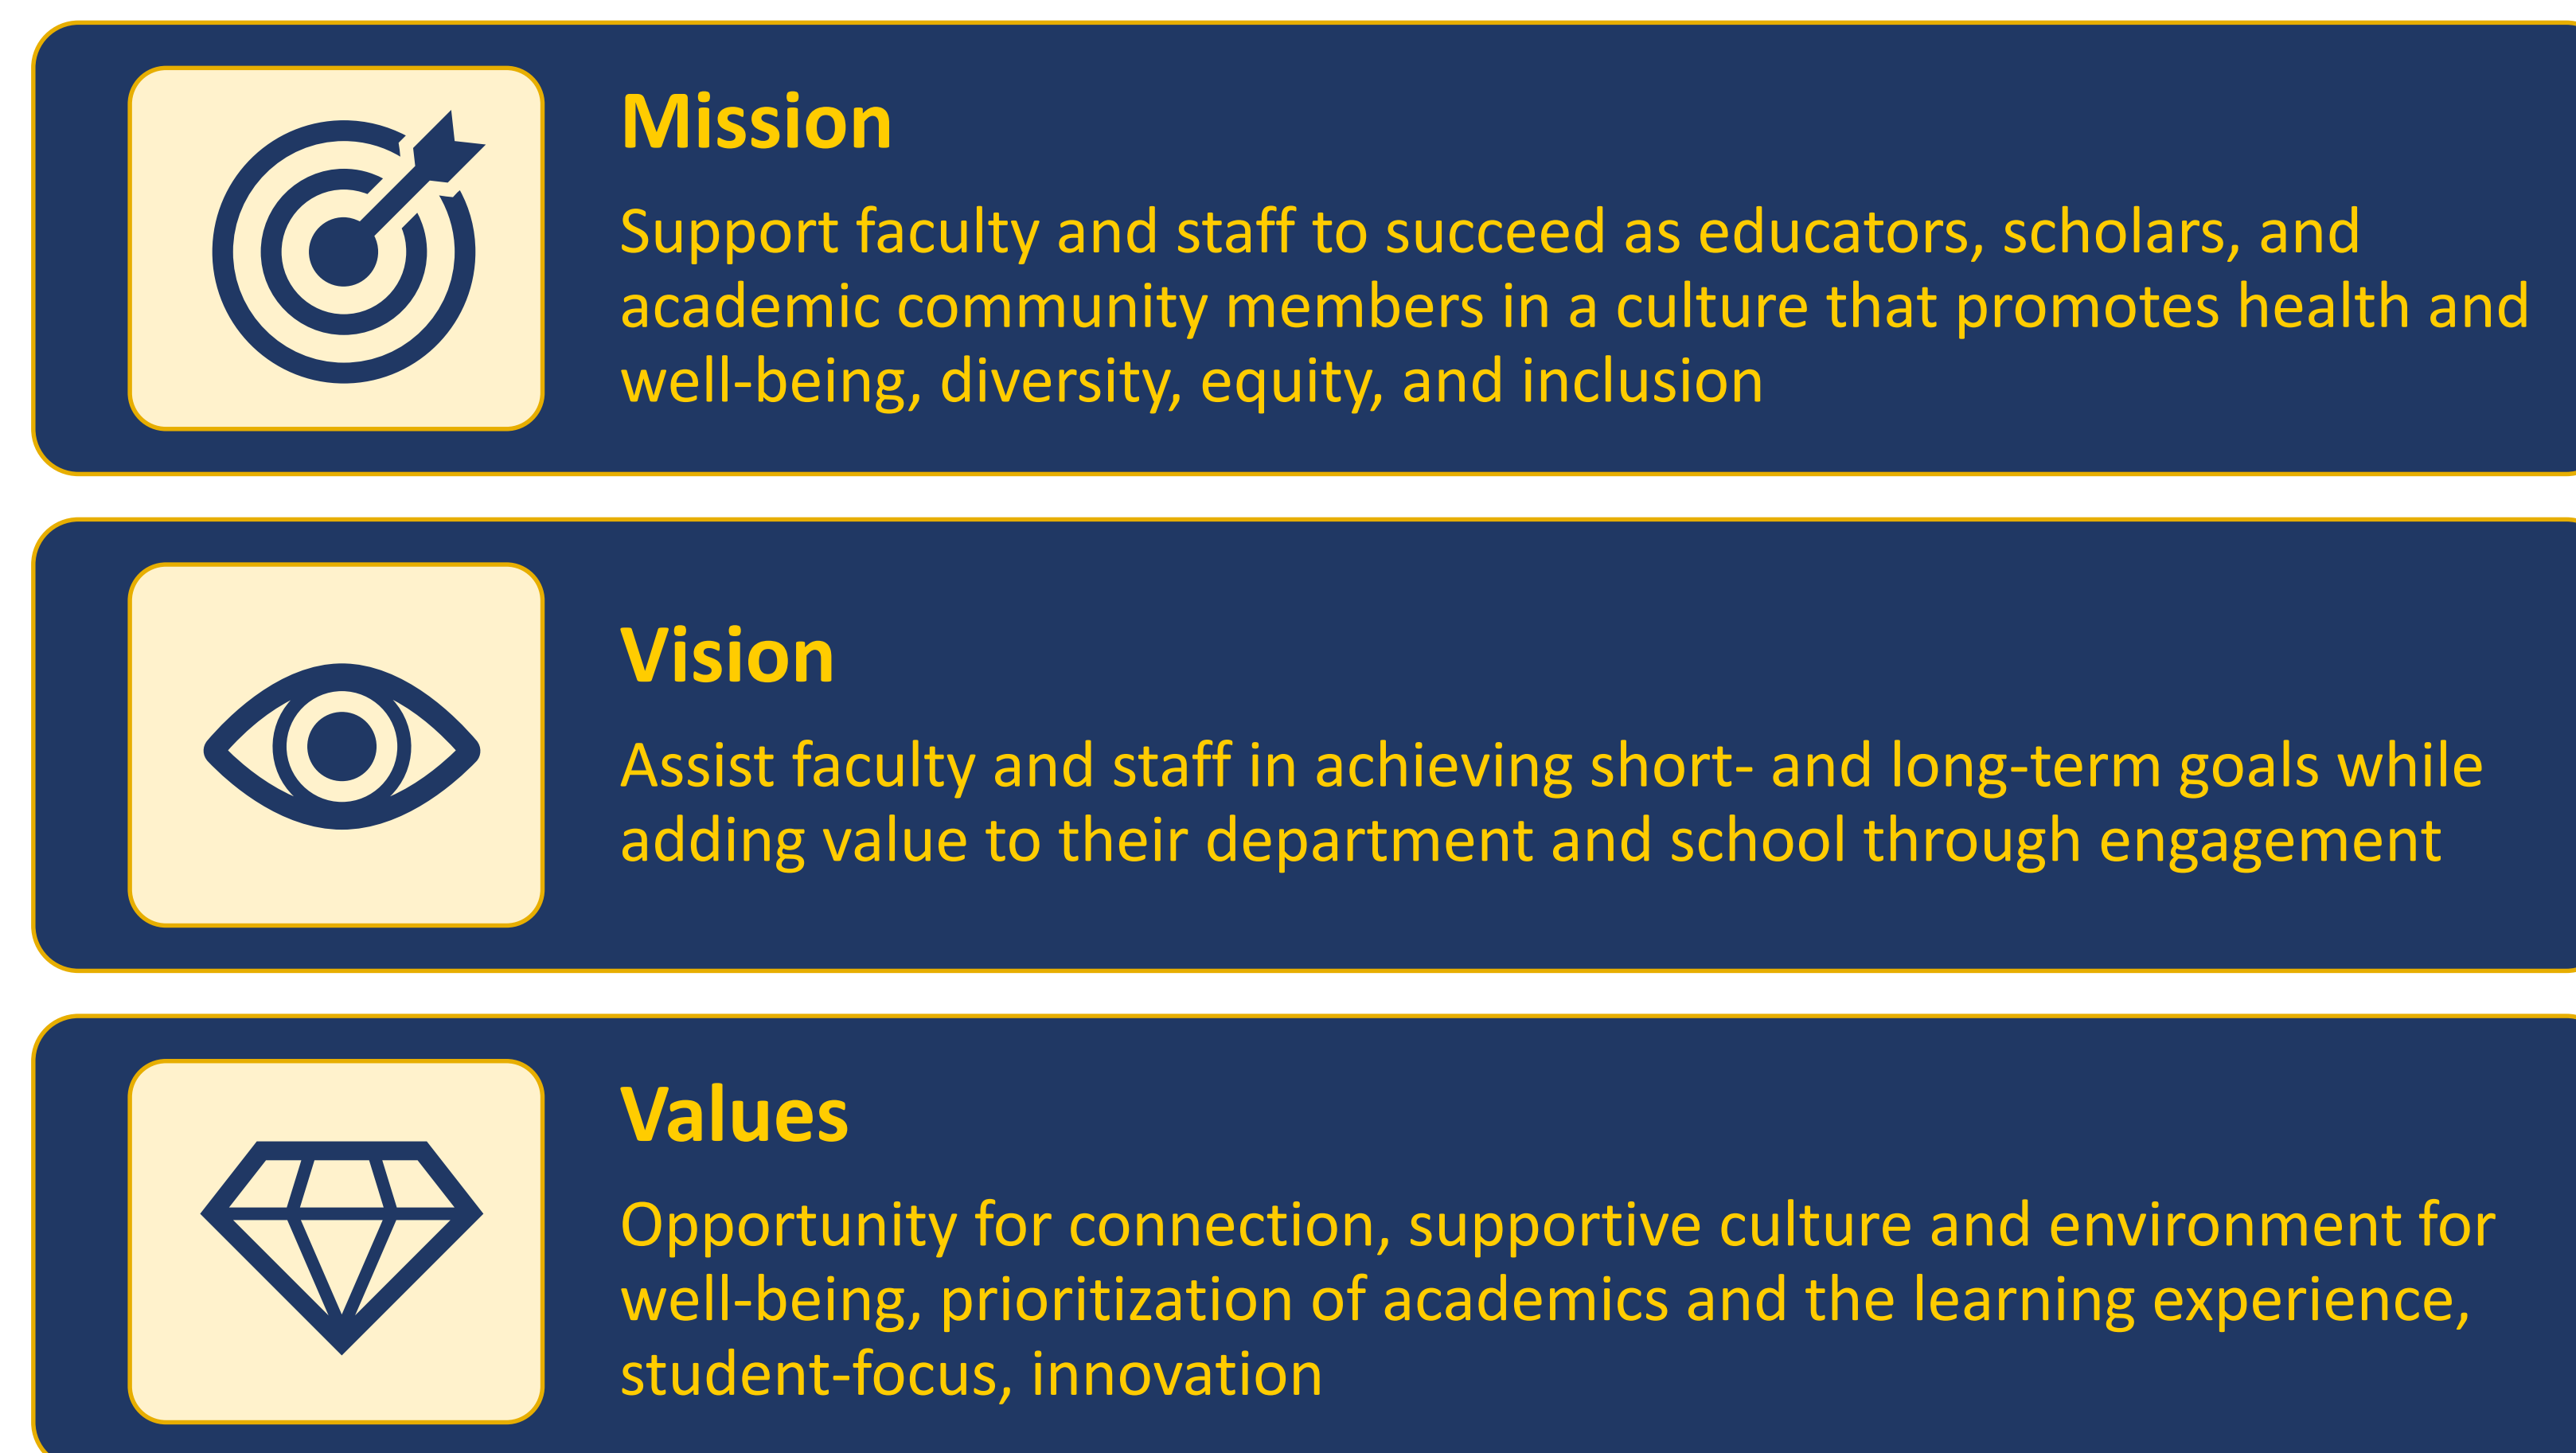 Mission
Support faculty and staff to succeed as educators, scholars, and
academic community members in a culture that promotes health and
well-being, diversity, equity, and inclusion
Vision
Assist faculty and staff in achieving short- and long-term goals while
adding value to their department and school through engagement
Values
Opportunity for connection, supportive culture and environment for
well-being, prioritization of academics and the learning experience,
student-focus, innovation